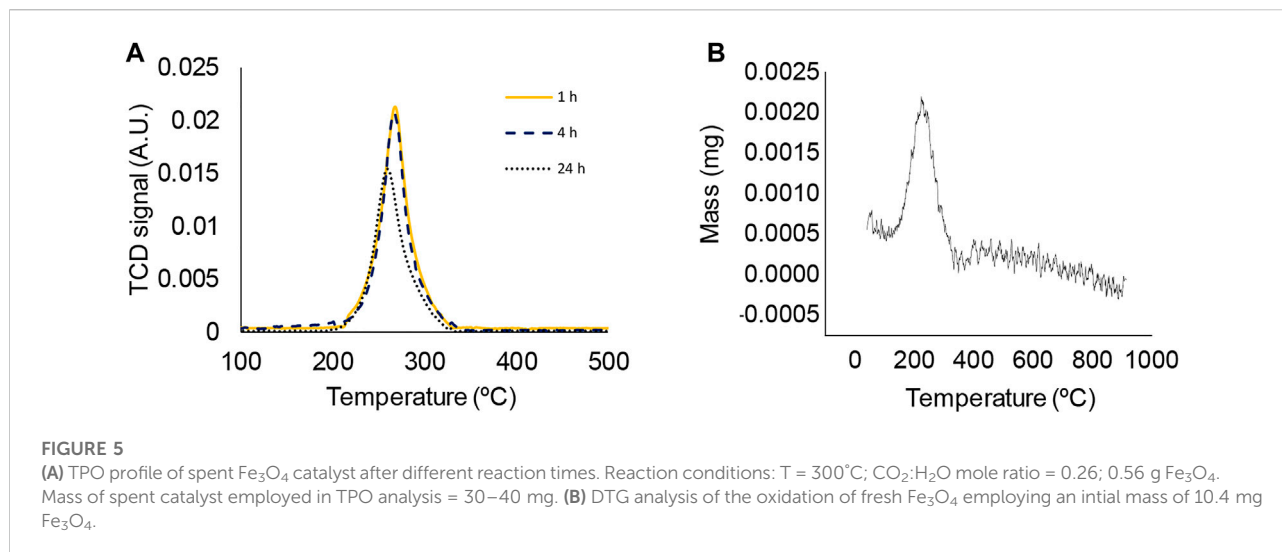 A
TCD signal (A.U.)
0.025
0.02
0.015
0.01
0.005
0
100 200 300 400 500
Temperature (ºC)
1 h
4 h
24 h
B
Mass (mg)
0.0025
0.0020
0.0015
0.0010
0.0005
0.0000
-0.0005
0 200 400 600 800 1000
Temperature (ºC)
FIGURE 5
(A) TPO profile of spent Fe₃O₄ catalyst after different reaction times. Reaction conditions: T = 300°C; CO₂:H₂O mole ratio = 0.26; 0.56 g Fe₃O₄.
Mass of spent catalyst employed in TPO analysis = 30–40 mg. (B) DTG analysis of the oxidation of fresh Fe₃O₄ employing an intial mass of 10.4 mg
Fe₃O₄.